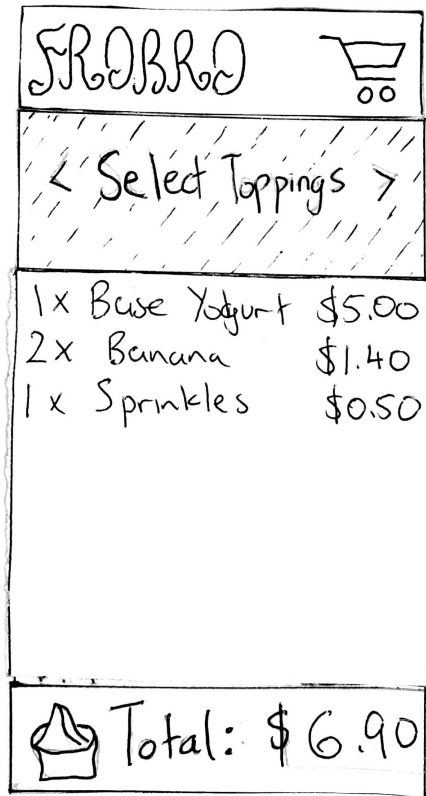 FROBRO
< Select Toppings >
1x Base Yogurt $5.00
2x Banana $1.40
1x Sprinkles $0.50
Total: $6.90